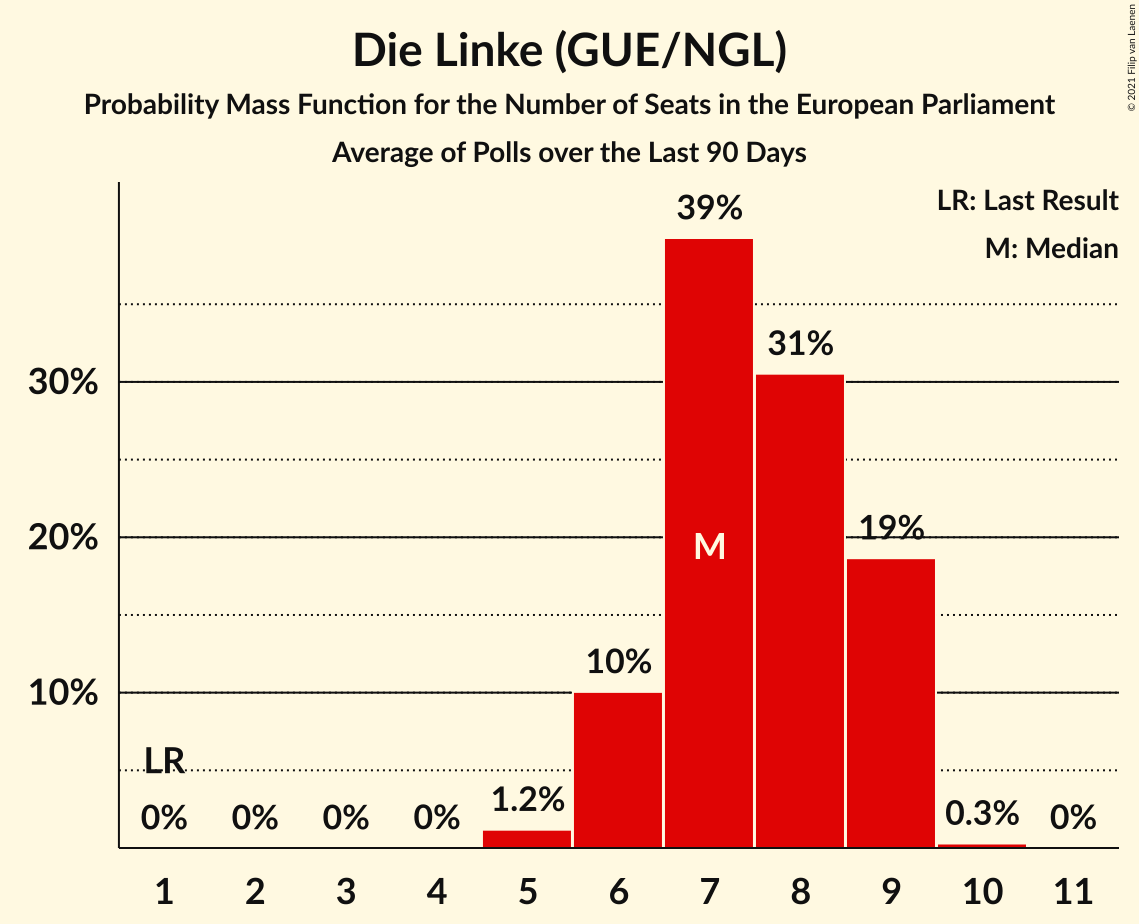 Die Linke (GUE/NGL)
Probability Mass Function for the Number of Seats in the European Parliament
Average of Polls over the Last 90 Days
© 2021 Filip van Laenen
LR: Last Result
M: Median
39%
31%
30%
19%
20%
M
10%
10%
LR
0%
0%
0%
0%
1.2%
0.3%
0%
1 2 3 4 5 6 7 8 9 10 11